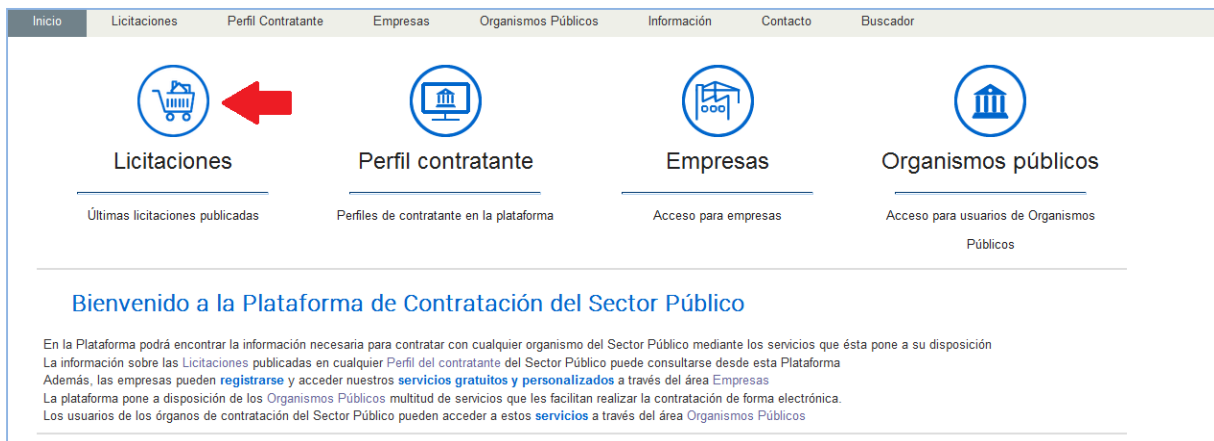 Inicio Licitaciones Perfil Contratante Empresas Organismos Públicos Información Contacto Buscador
Licitaciones Perfil contratante Empresas Organismos públicos
Últimas licitaciones publicadas Perfiles de contratante en la plataforma Acceso para empresas Acceso para usuarios de Organismos
Públicos
Bienvenido a la Plataforma de Contratación del Sector Público
En la Plataforma podrá encontrar la información necesaria para contratar con cualquier organismo del Sector Público mediante los servicios que ésta pone a su disposición
La información sobre las Licitaciones publicadas en cualquier Perfil del contratante del Sector Público puede consultarse desde esta Plataforma
Además, las empresas pueden registrarse y acceder nuestros servicios gratuitos y personalizados a través del área Empresas
La plataforma pone a disposición de los Organismos Públicos multitud de servicios que les facilitan realizar la contratación de forma electrónica.
Los usuarios de los órganos de contratación del Sector Público pueden acceder a estos servicios a través del área Organismos Públicos